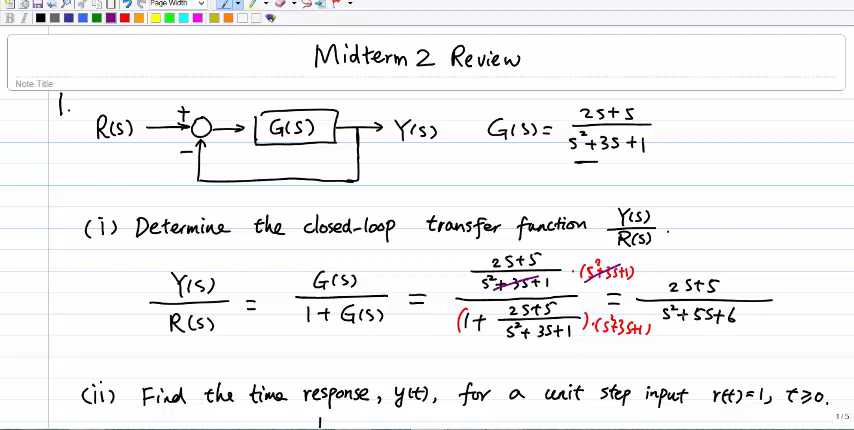 B I
Page Width
Midterm 2 Review
Note Title
1.
R(s) + - G(s) Y(s) G(s) = (2s+5)/(s²+3s+1)
(i) Determine the closed-loop transfer function Y(s)/R(s).
Y(s)/R(s) = G(s)/(1 + G(s)) = ((2s+5)/(s²+3s+1) · (s²+3s+1))/((1 + (2s+5)/(s²+3s+1)) · (s²+3s+1)) = (2s+5)/(s²+5s+6)
(ii) Find the time response, y(t), for a unit step input r(t)=1, t≥0.
1/5